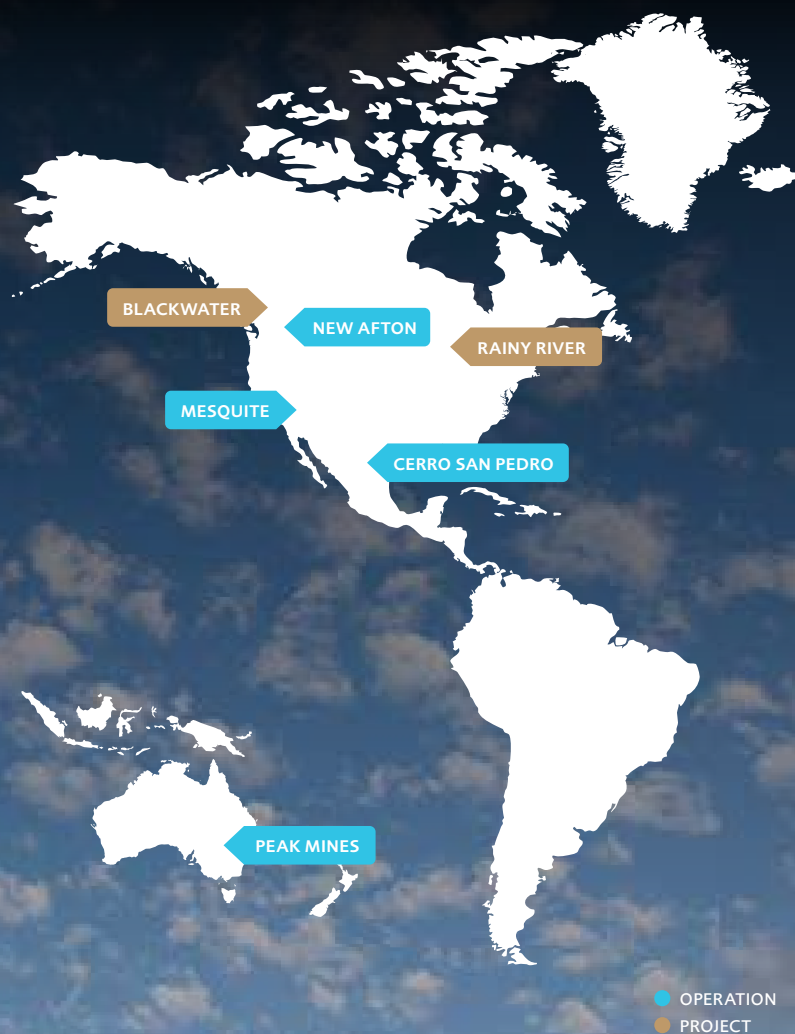 BLACKWATER
NEW AFTON
RAINY RIVER
MESQUITE
CERRO SAN PEDRO
PEAK MINES
OPERATION
PROJECT